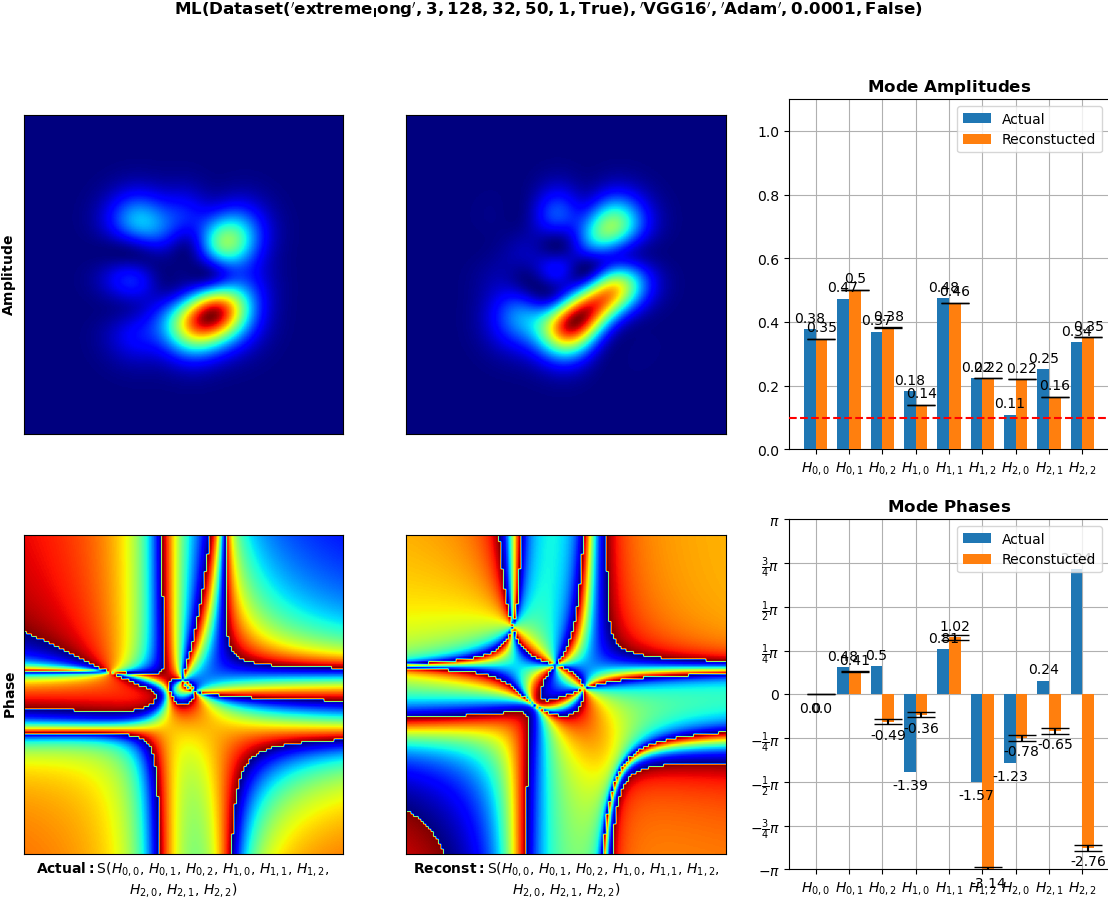 ML(Dataset('extreme_long', 3, 128, 32, 50, 1, True), 'VGG16', 'Adam', 0.0001, False)
Amplitude
Mode Amplitudes
Actual
Reconstucted
1.0
0.8
0.6
0.4
0.2
0.0
0.38 0.35 0.47 0.5 0.37 0.38 0.18 0.14 0.48 0.46 0.22 0.22 0.11 0.22 0.25 0.16 0.34 0.35
H0,0 H0,1 H0,2 H1,0 H1,1 H1,2 H2,0 H2,1 H2,2
Phase
Actual: S(H0,0, H0,1, H0,2, H1,0, H1,1, H1,2,
H2,0, H2,1, H2,2)
Reconst: S(H0,0, H0,1, H0,2, H1,0, H1,1, H1,2,
H2,0, H2,1, H2,2)
Mode Phases
Actual
Reconstucted
π
3/4π
1/2π
1/4π
0
−1/4π
−1/2π
−3/4π
−π
0.0 0.0 0.48 0.41 0.5 -0.49 -1.39 -0.36 0.81 1.02 -1.57 -3.14 -1.23 -0.78 0.24 -0.65 -2.76
H0,0 H0,1 H0,2 H1,0 H1,1 H1,2 H2,0 H2,1 H2,2